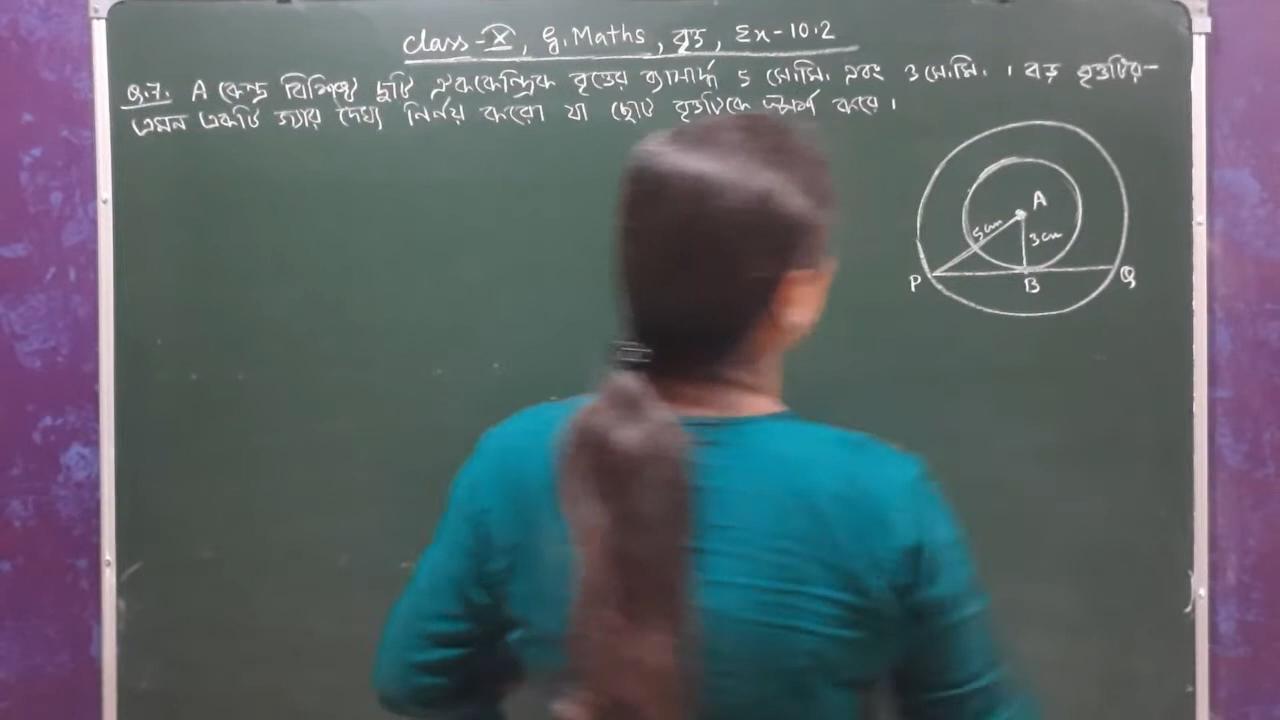 Class-X, G.Maths, বৃত্ত, Ex-10.2
Q.7. A কেন্দ্র বিশিষ্ট দুটি এককেন্দ্রিক বৃত্তের ব্যাসার্দ্ধ 5 সে.মি. এবং 3 সে.মি. । বড় বৃত্তটির-
এমন একটি জ্যার দৈর্ঘ্য নির্ণয় করো যা ছোট বৃত্তটিকে স্পর্শ করে।
A
5cm
3cm
P
B
Q